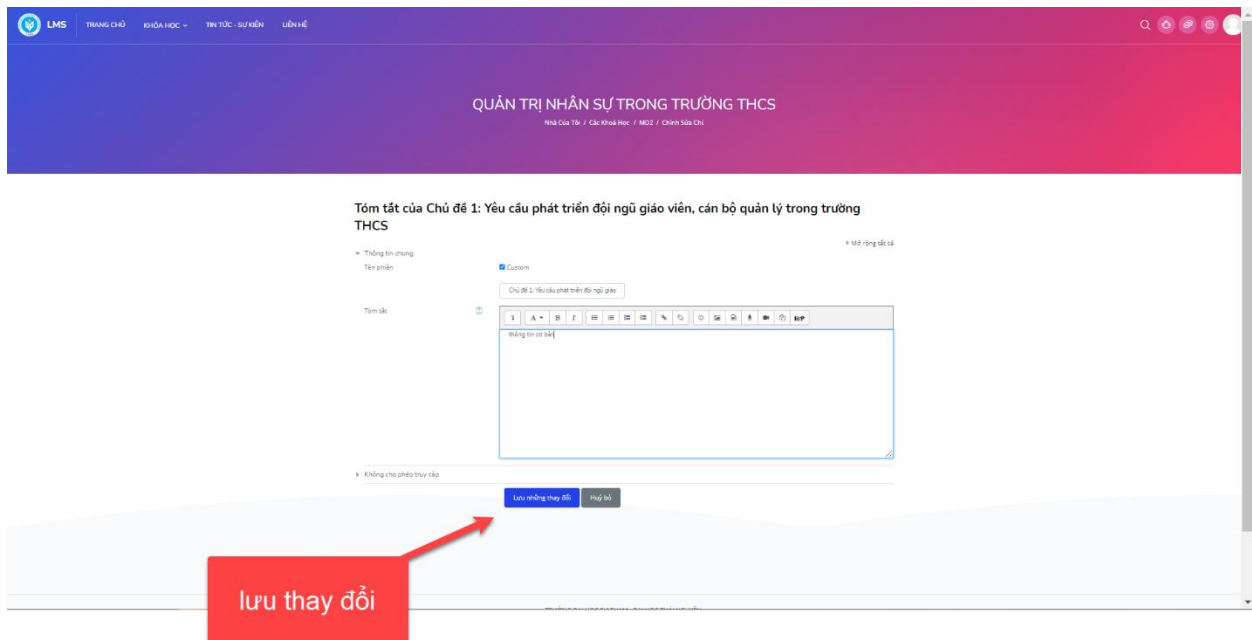 LMS TRANG CHỦ KHÓA HỌC TIN TỨC - SỰ KIỆN LIÊN HỆ
QUẢN TRỊ NHÂN SỰ TRONG TRƯỜNG THCS
Nhà Của Tôi / Các Khoá Học / MD2 / Chỉnh Sửa Chi
Tóm tắt của Chủ đề 1: Yêu cầu phát triển đội ngũ giáo viên, cán bộ quản lý trong trường
THCS
Mở rộng tất cả
Thông tin chung
Tên phiên Custom
Chủ đề 1: Yêu cầu phát triển đội ngũ giáo
Tóm tắt
A B I H-P
thông tin cơ bản
Không cho phép truy cập
Lưu những thay đổi Huỷ bỏ
lưu thay đổi